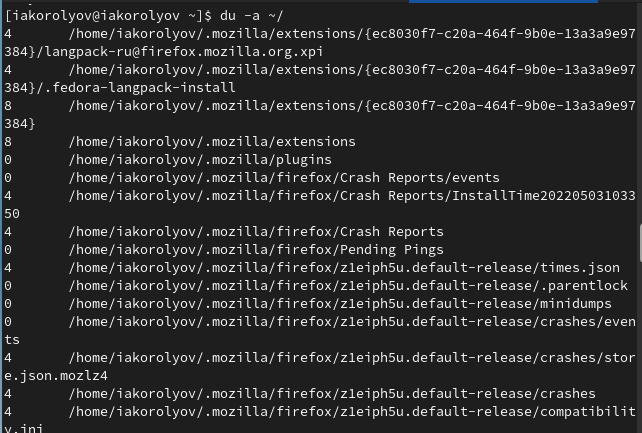 [iakorolyov@iakorolyov ~]$ du -a ~/
4       /home/iakorolyov/.mozilla/extensions/{ec8030f7-c20a-464f-9b0e-13a3a9e97
384}/langpack-ru@firefox.mozilla.org.xpi
4       /home/iakorolyov/.mozilla/extensions/{ec8030f7-c20a-464f-9b0e-13a3a9e97
384}/.fedora-langpack-install
8       /home/iakorolyov/.mozilla/extensions/{ec8030f7-c20a-464f-9b0e-13a3a9e97
384}
8       /home/iakorolyov/.mozilla/extensions
0       /home/iakorolyov/.mozilla/plugins
0       /home/iakorolyov/.mozilla/firefox/Crash Reports/events
4       /home/iakorolyov/.mozilla/firefox/Crash Reports/InstallTime202205031033
50
4       /home/iakorolyov/.mozilla/firefox/Crash Reports
0       /home/iakorolyov/.mozilla/firefox/Pending Pings
4       /home/iakorolyov/.mozilla/firefox/z1eiph5u.default-release/times.json
0       /home/iakorolyov/.mozilla/firefox/z1eiph5u.default-release/.parentlock
0       /home/iakorolyov/.mozilla/firefox/z1eiph5u.default-release/minidumps
0       /home/iakorolyov/.mozilla/firefox/z1eiph5u.default-release/crashes/even
ts
4       /home/iakorolyov/.mozilla/firefox/z1eiph5u.default-release/crashes/stor
e.json.mozlz4
4       /home/iakorolyov/.mozilla/firefox/z1eiph5u.default-release/crashes
4       /home/iakorolyov/.mozilla/firefox/z1eiph5u.default-release/compatibilit
y.ini